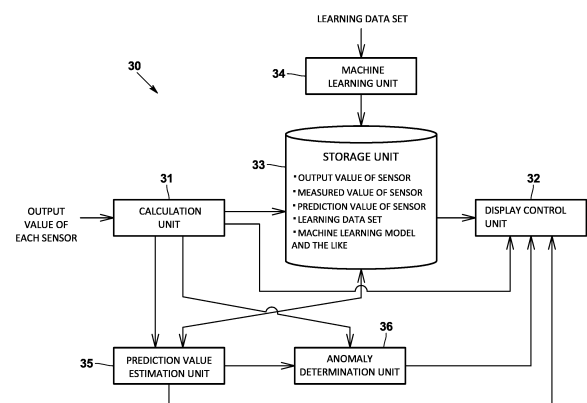 LEARNING DATA SET
30
34
MACHINE
LEARNING UNIT
33
STORAGE UNIT
• OUTPUT VALUE OF SENSOR
• MEASURED VALUE OF SENSOR
• PREDICTION VALUE OF SENSOR
• LEARNING DATA SET
• MACHINE LEARNING MODEL
AND THE LIKE
31
CALCULATION
UNIT
OUTPUT
VALUE OF
EACH SENSOR
32
DISPLAY CONTROL
UNIT
35
PREDICTION VALUE
ESTIMATION UNIT
36
ANOMALY
DETERMINATION UNIT